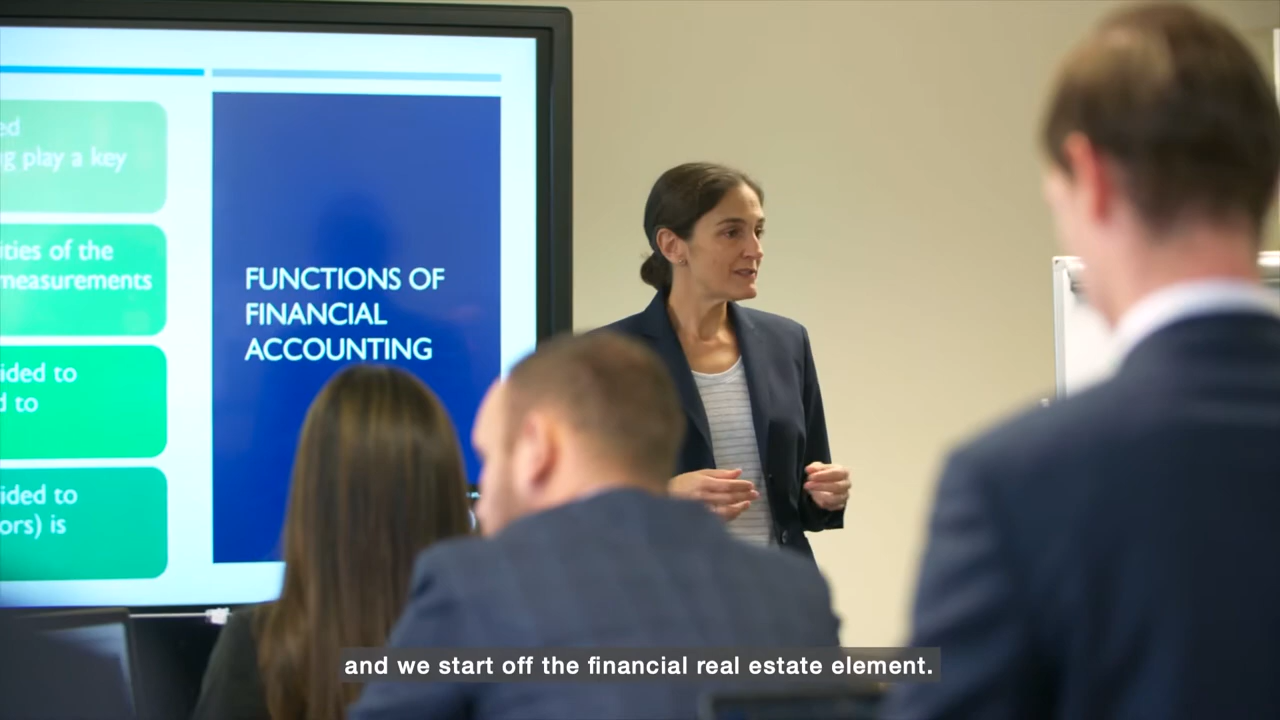 ed
g play a key
ities of the
measurements
ided to
d to
ided to
ors) is
FUNCTIONS OF
FINANCIAL
ACCOUNTING
and we start off the financial real estate element.